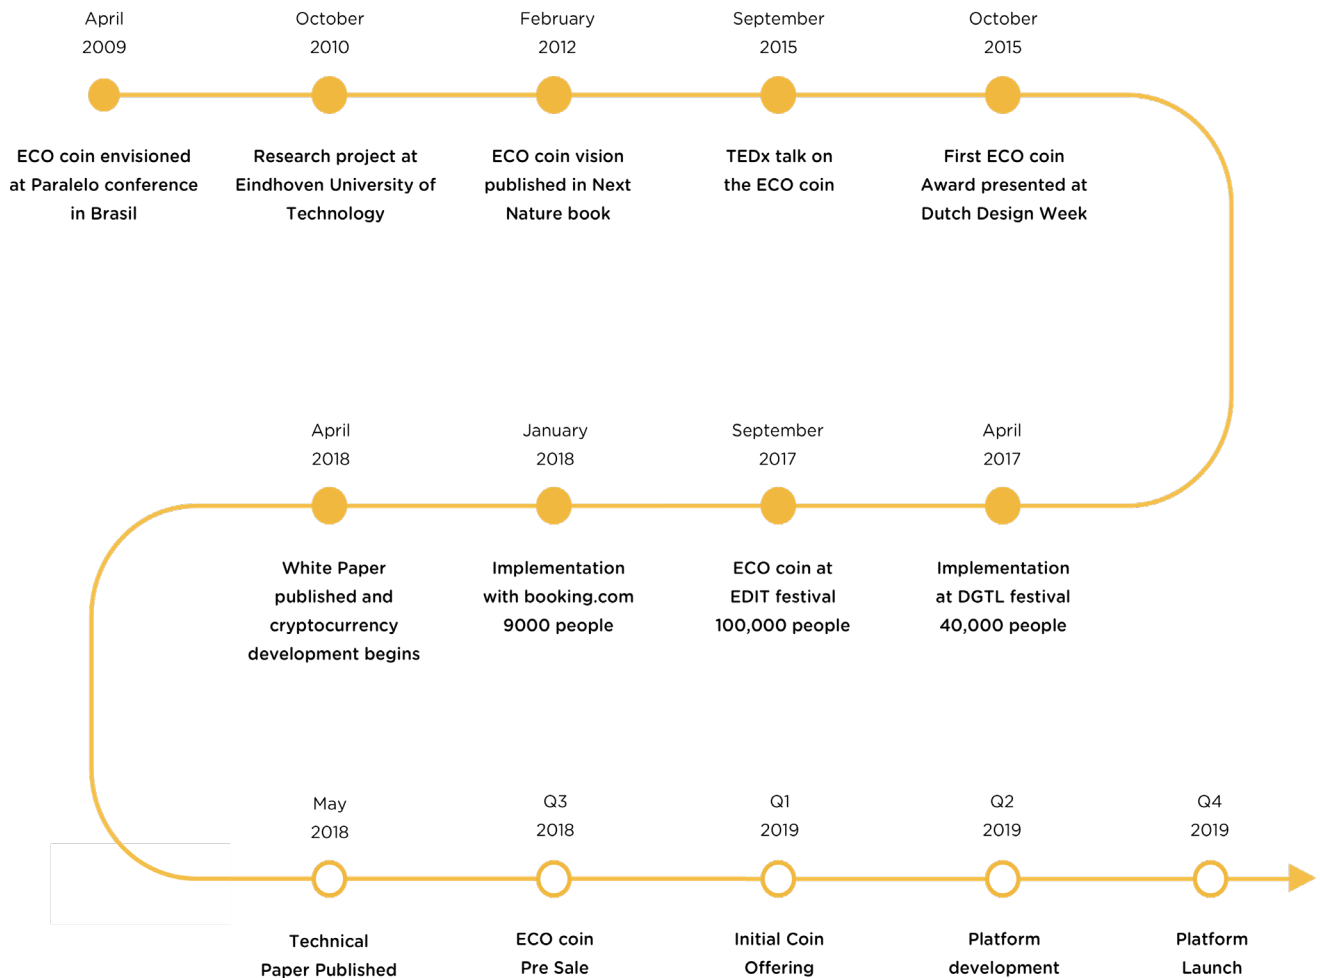 April
2009
October
2010
February
2012
September
2015
October
2015
ECO coin envisioned
at Paralelo conference
in Brasil
Research project at
Eindhoven University of
Technology
ECO coin vision
published in Next
Nature book
TEDx talk on
the ECO coin
First ECO coin
Award presented at
Dutch Design Week
April
2018
January
2018
September
2017
April
2017
White Paper
published and
cryptocurrency
development begins
Implementation
with booking.com
9000 people
ECO coin at
EDIT festival
100,000 people
Implementation
at DGTL festival
40,000 people
May
2018
Q3
2018
Q1
2019
Q2
2019
Q4
2019
Technical
Paper Published
ECO coin
Pre Sale
Initial Coin
Offering
Platform
development
Platform
Launch